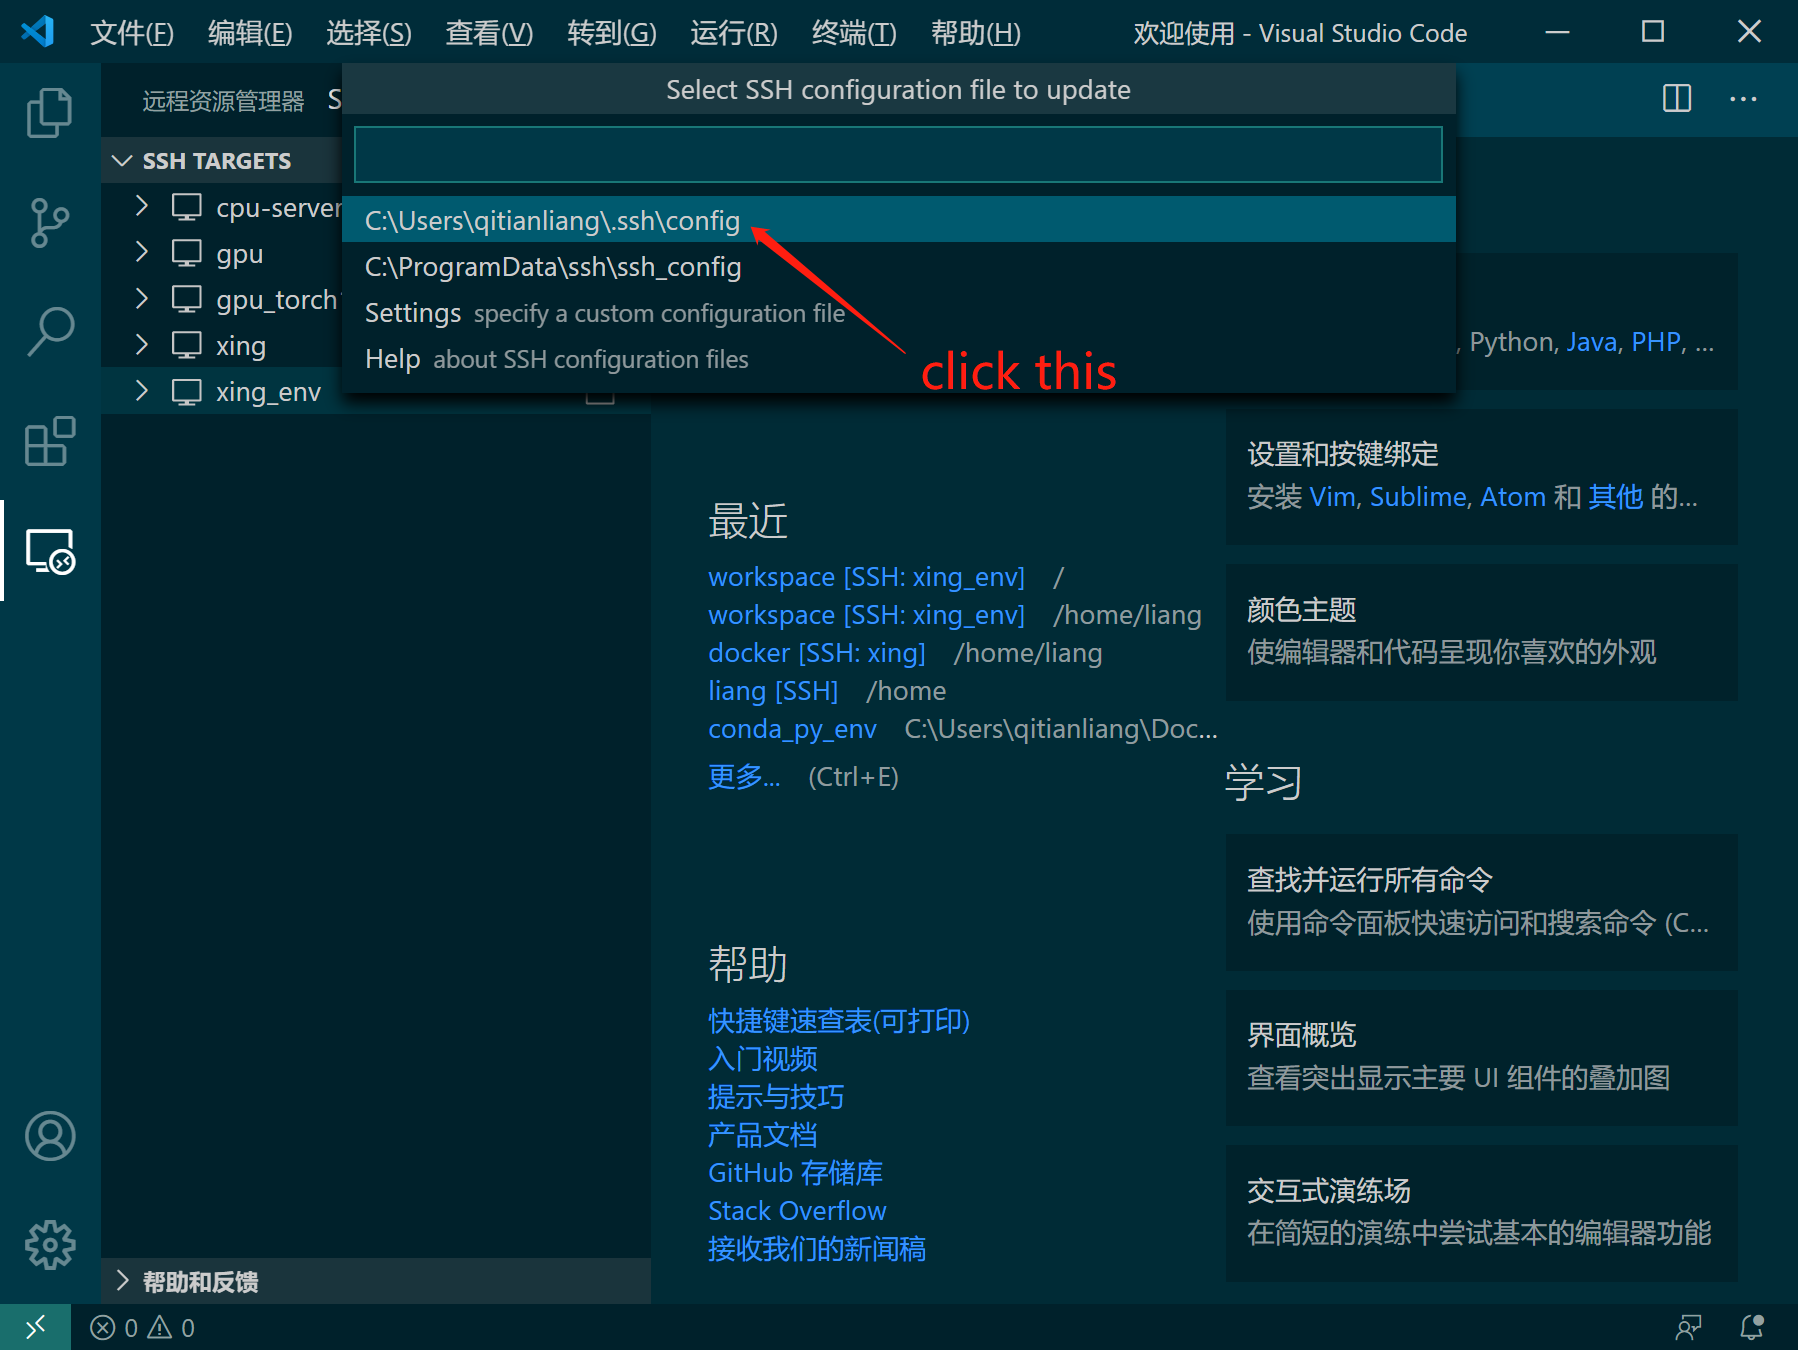 文件(F) 编辑(E) 选择(S) 查看(V) 转到(G) 运行(R) 终端(T) 帮助(H) 欢迎使用 - Visual Studio Code
远程资源管理器 S
Select SSH configuration file to update
SSH TARGETS
cpu-server
gpu
gpu_torch
xing
xing_env
C:\Users\qitianliang\.ssh\config
C:\ProgramData\ssh\ssh_config
Settings specify a custom configuration file
Help about SSH configuration files
click this
, Python, Java, PHP, ...
设置和按键绑定
安装 Vim, Sublime, Atom 和 其他 的...
颜色主题
使编辑器和代码呈现你喜欢的外观
最近
workspace [SSH: xing_env] /
workspace [SSH: xing_env] /home/liang
docker [SSH: xing] /home/liang
liang [SSH] /home
conda_py_env C:\Users\qitianliang\Doc...
更多... (Ctrl+E)
学习
查找并运行所有命令
使用命令面板快速访问和搜索命令 (C...
界面概览
查看突出显示主要 UI 组件的叠加图
交互式演练场
在简短的演练中尝试基本的编辑器功能
帮助
快捷键速查表(可打印)
入门视频
提示与技巧
产品文档
GitHub 存储库
Stack Overflow
接收我们的新闻稿
帮助和反馈
0 0